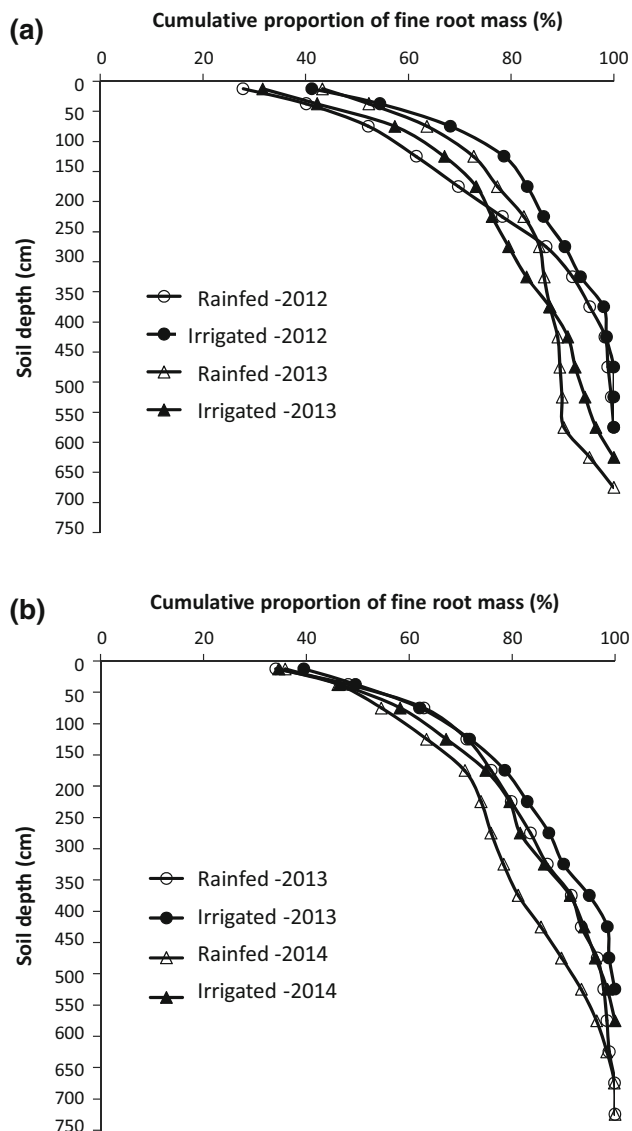 (a)
Cumulative proportion of fine root mass (%)
0 20 40 60 80 100
0
50
100
150
200
250
300
350
400
450
500
550
600
650
700
750
Soil depth (cm)
Rainfed -2012
Irrigated -2012
Rainfed -2013
Irrigated -2013
(b)
Cumulative proportion of fine root mass (%)
0 20 40 60 80 100
0
50
100
150
200
250
300
350
400
450
500
550
600
650
700
750
Soil depth (cm)
Rainfed -2013
Irrigated -2013
Rainfed -2014
Irrigated -2014